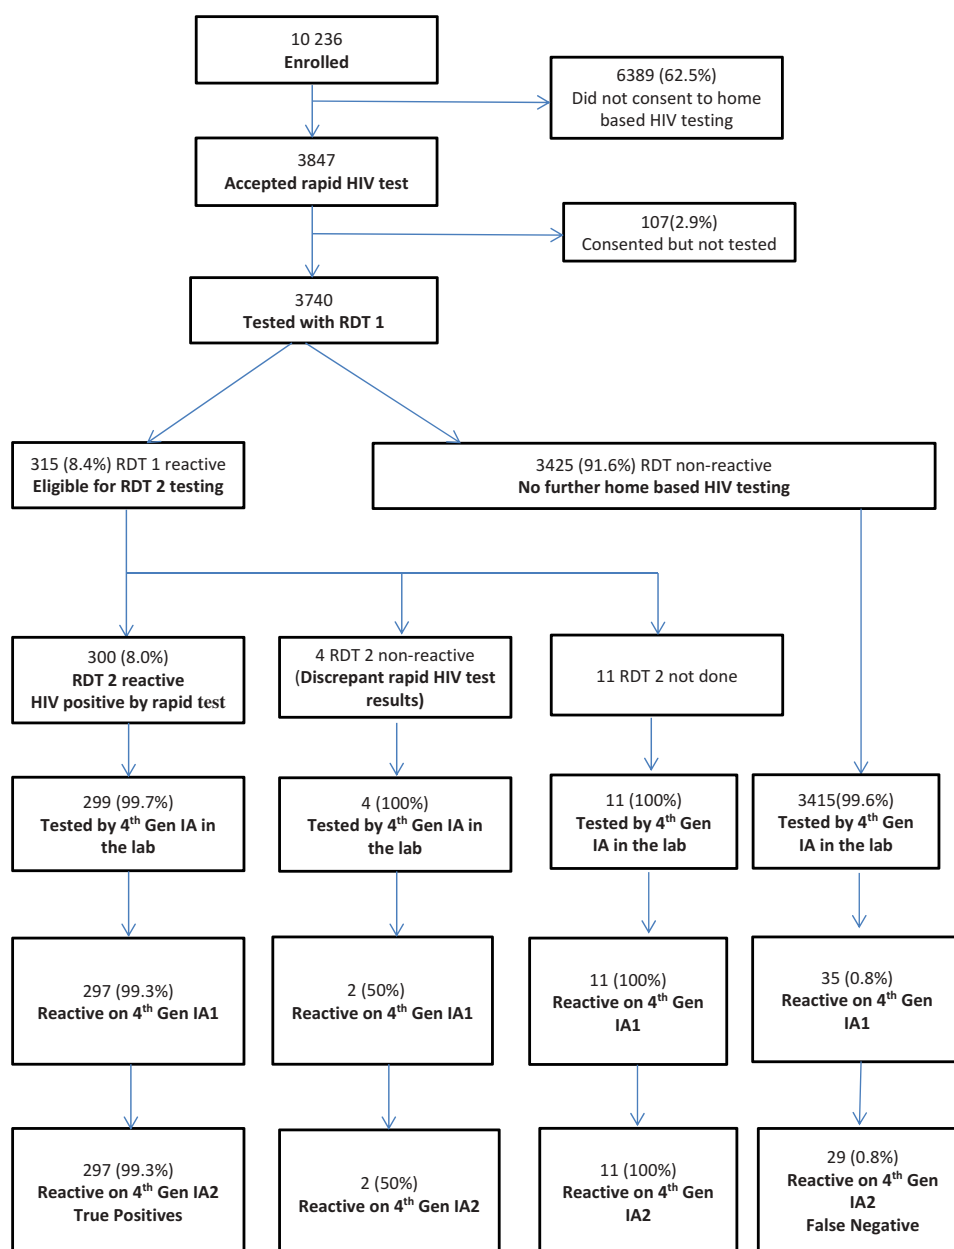 10 236
Enrolled
6389 (62.5%)
Did not consent to home
based HIV testing
3847
Accepted rapid HIV test
107(2.9%)
Consented but not tested
3740
Tested with RDT 1
315 (8.4%) RDT 1 reactive
Eligible for RDT 2 testing
3425 (91.6%) RDT non-reactive
No further home based HIV testing
300 (8.0%)
RDT 2 reactive
HIV positive by rapid test
4 RDT 2 non-reactive
(Discrepant rapid HIV test
results)
11 RDT 2 not done
299 (99.7%)
Tested by 4th Gen IA in
the lab
4 (100%)
Tested by 4th Gen IA in
the lab
11 (100%)
Tested by 4th Gen
IA in the lab
3415(99.6%)
Tested by 4th Gen
IA in the lab
297 (99.3%)
Reactive on 4th Gen IA1
2 (50%)
Reactive on 4th Gen IA1
11 (100%)
Reactive on 4th Gen
IA1
35 (0.8%)
Reactive on 4th Gen
IA1
297 (99.3%)
Reactive on 4th Gen IA2
True Positives
2 (50%)
Reactive on 4th Gen IA2
11 (100%)
Reactive on 4th Gen
IA2
29 (0.8%)
Reactive on 4th Gen
IA2
False Negative